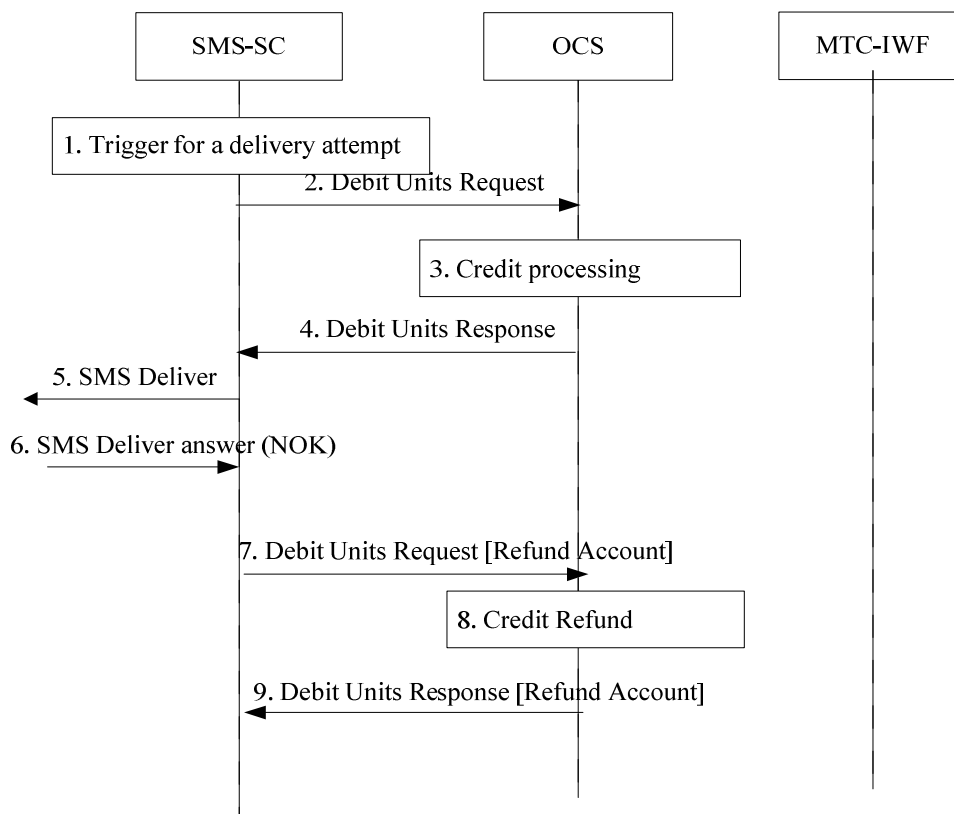 SMS-SC
OCS
MTC-IWF
1. Trigger for a delivery attempt
2. Debit Units Request
3. Credit processing
4. Debit Units Response
5. SMS Deliver
6. SMS Deliver answer (NOK)
7. Debit Units Request [Refund Account]
8. Credit Refund
9. Debit Units Response [Refund Account]